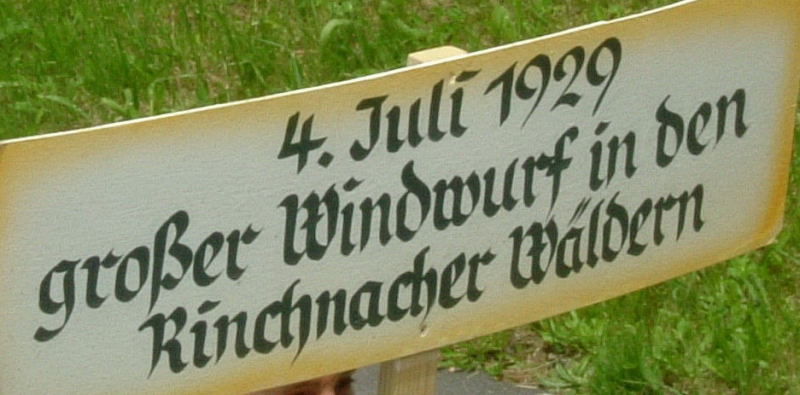 4. Juli 1929
großer Windwurf in den
Rinchnacher Wäldern